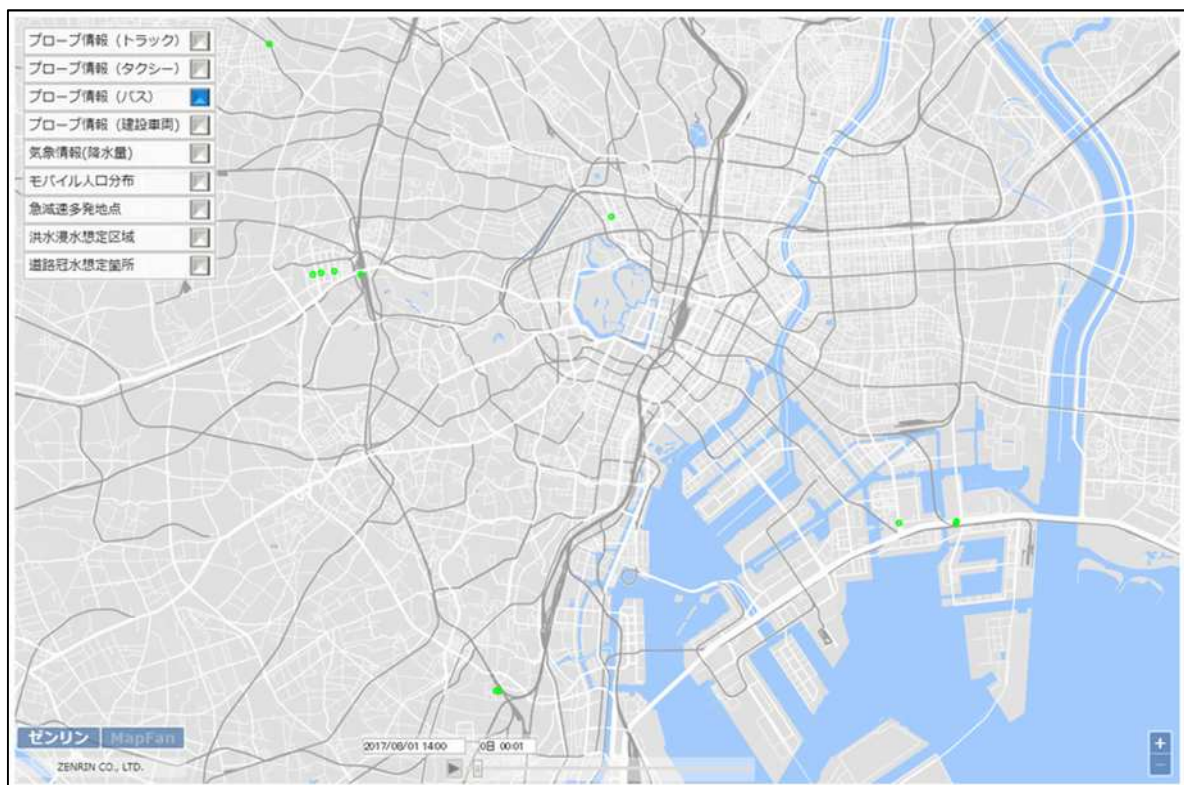 プローブ情報（トラック）
プローブ情報（タクシー）
プローブ情報（バス）
プローブ情報（建設車両)
気象情報(降水量)
モバイル人口分布
急減速多発地点
洪水浸水想定区域
道路冠水想定箇所
ゼンリン MapFan
ZENRIN CO., LTD.
2017/08/01 14:00 0日 00:01
+
−